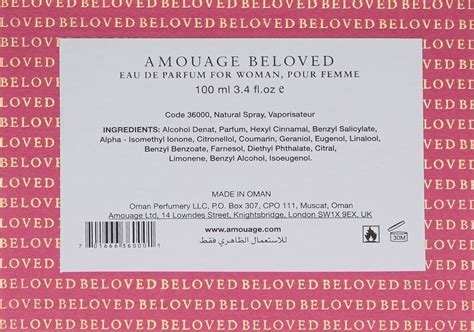 BELOVED BELOVED BELOVED BELOVED BELOVED BELOVED
AMOUAGE BELOVED
EAU DE PARFUM FOR WOMAN, POUR FEMME
100 ml 3.4 fl.oz ℮
Code 36000, Natural Spray, Vaporisateur
INGREDIENTS: Alcohol Denat, Parfum, Hexyl Cinnamal, Benzyl Salicylate,
Alpha - Isomethyl Ionone, Citronellol, Coumarin, Geraniol, Eugenol, Linalool,
Benzyl Benzoate, Farnesol, Diethyl Phthalate, Citral,
Limonene, Benzyl Alcohol, Isoeugenol.
MADE IN OMAN
Oman Perfumery LLC, P.O. Box 307, CPO 111, Muscat, Oman
Amouage Ltd, 14 Lowndes Street, Knightsbridge, London SW1X 9EX, UK
www.amouage.com
للاستعمال الظاهري فقط
7 01666 36000 1
30M
BELOVED BELOVED BELOVED BELOVED BELOVED BELOVED